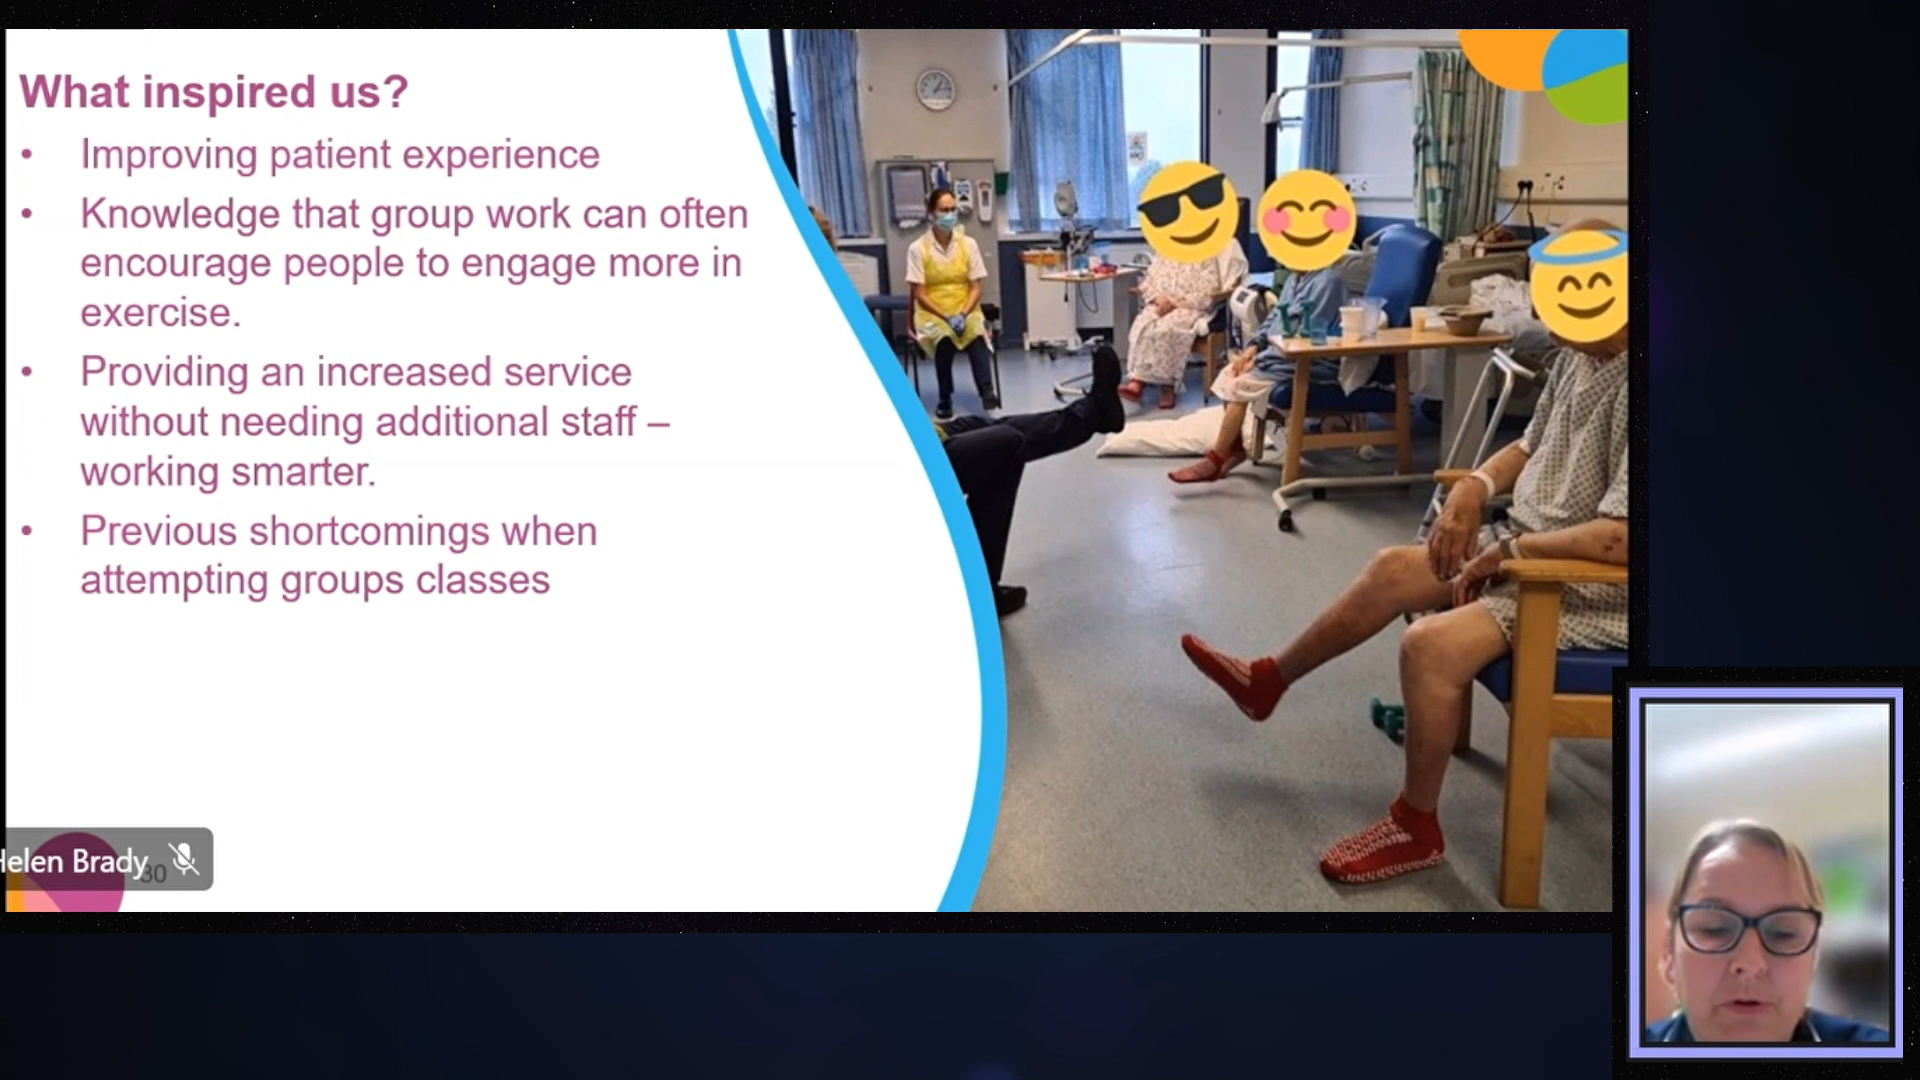 What inspired us?
• Improving patient experience
• Knowledge that group work can often
encourage people to engage more in
exercise.
• Providing an increased service
without needing additional staff –
working smarter.
• Previous shortcomings when
attempting groups classes
Helen Brady
30